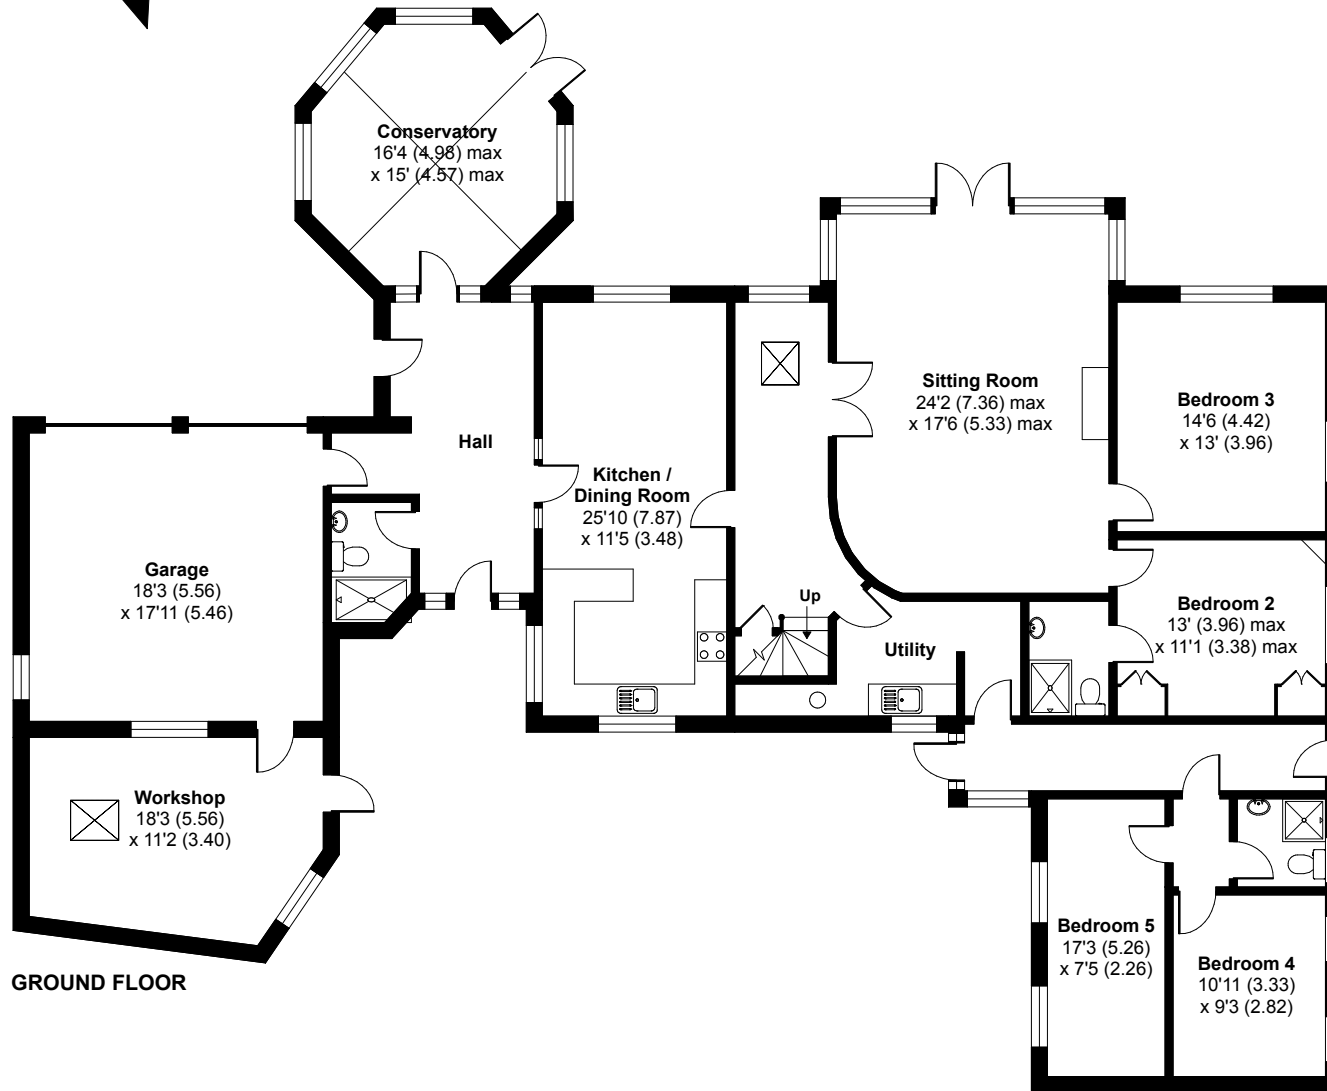 Conservatory
16'4 (4.98) max
x 15' (4.57) max
Sitting Room
24'2 (7.36) max
x 17'6 (5.33) max
Bedroom 3
14'6 (4.42)
x 13' (3.96)
Hall
Kitchen /
Dining Room
25'10 (7.87)
x 11'5 (3.48)
Garage
18'3 (5.56)
x 17'11 (5.46)
Up
Utility
Bedroom 2
13' (3.96) max
x 11'1 (3.38) max
Workshop
18'3 (5.56)
x 11'2 (3.40)
Bedroom 5
17'3 (5.26)
x 7'5 (2.26)
Bedroom 4
10'11 (3.33)
x 9'3 (2.82)
GROUND FLOOR